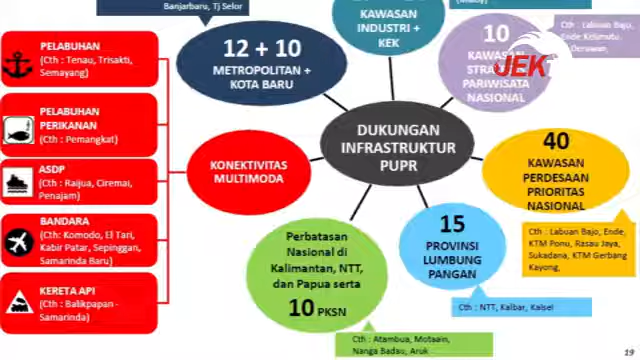 Banjarbaru, Tj Selor
KAWASAN
INDUSTRI +
KEK
Cth : Labuan Bajo,
Ende Kelimutu
Derawan,
10
KAWASAN
PARIWISATA
NASIONAL
JEK
12 + 10
METROPOLITAN +
KOTA BARU
PELABUHAN
(Cth : Tenau, Trisakti,
Semayang)
PELABUHAN
PERIKANAN
(Cth : Pemangkat)
ASDP
(Cth : Raijua, Ciremai,
Penajam)
BANDARA
(Cth: Komodo, El Tari,
Kabir Patar, Sepinggan,
Samarinda Baru)
KERETA API
(Cth : Balikpapan -
Samarinda)
KONEKTIVITAS
MULTIMODA
DUKUNGAN
INFRASTRUKTUR
PUPR
40
KAWASAN
PERDESAAN
PRIORITAS
NASIONAL
Cth : Labuan Bajo, Ende,
KTM Ponu, Rasau Jaya,
Sukadana, KTM Gerbang
Kayong,
15
PROVINSI
LUMBUNG
PANGAN
Cth : NTT, Kalbar, Kalsel
Perbatasan
Nasional di
Kalimantan, NTT,
dan Papua serta
10 PKSN
Cth : Atambua, Motaain,
Nanga Badau, Aruk
19